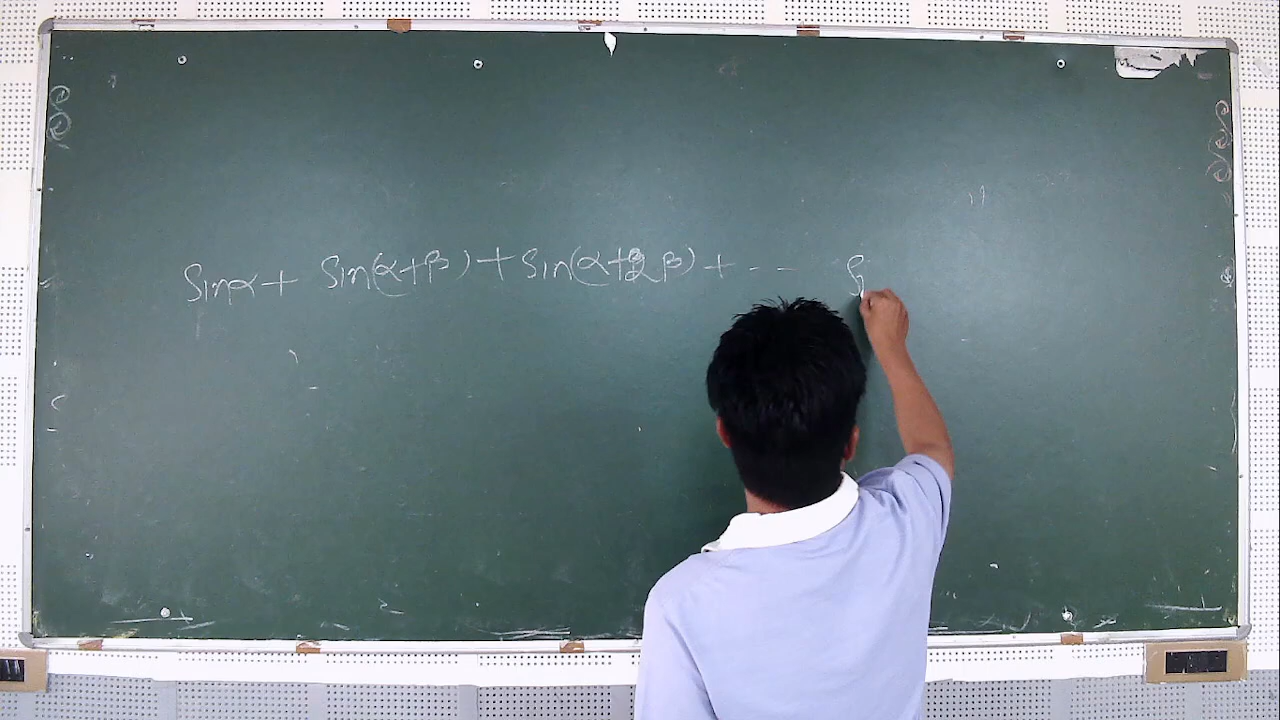 Sinα + Sin(α+β) + Sin(α+2β) + -- S